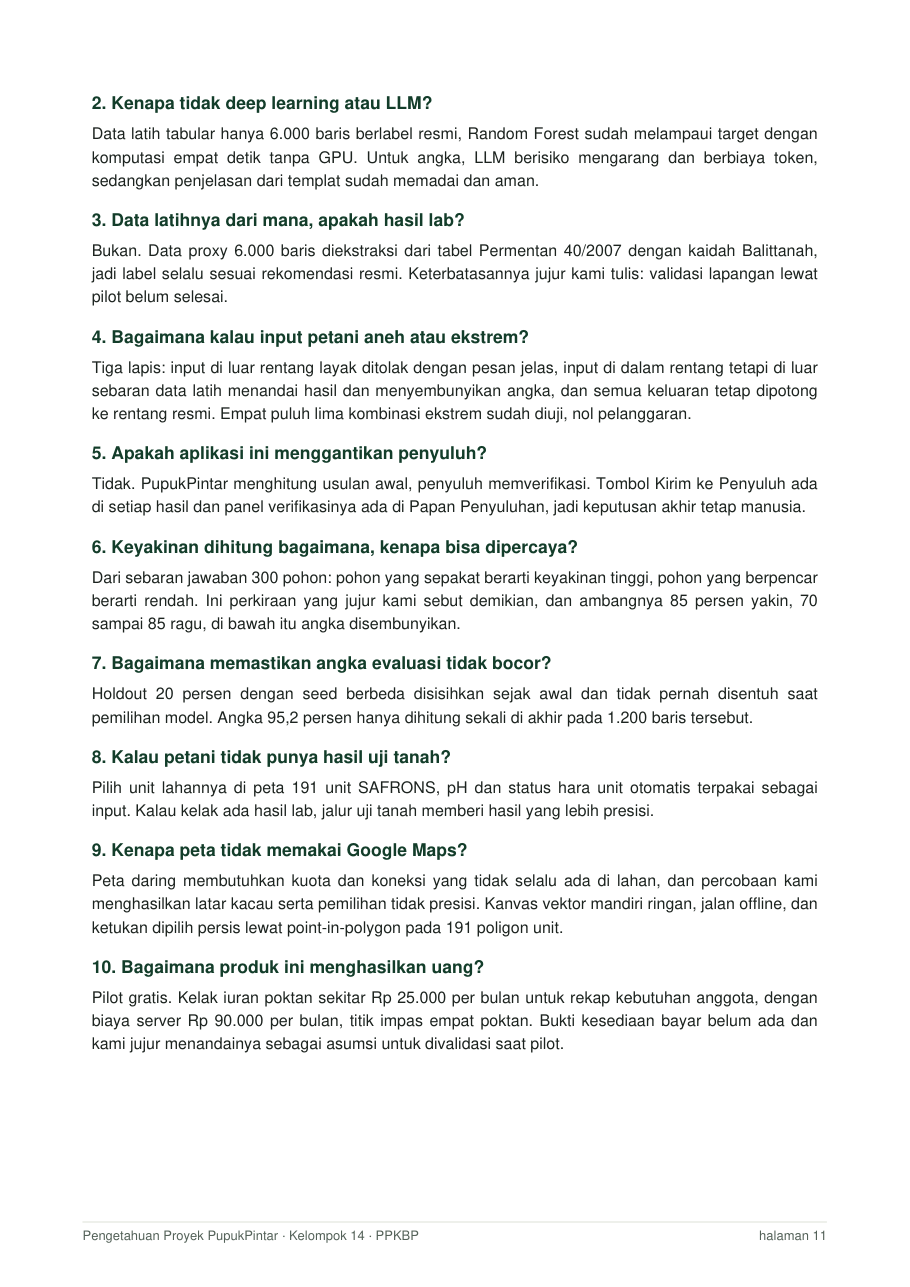 2. Kenapa tidak deep learning atau LLM?
Data latih tabular hanya 6.000 baris berlabel resmi, Random Forest sudah melampaui target dengan
komputasi empat detik tanpa GPU. Untuk angka, LLM berisiko mengarang dan berbiaya token,
sedangkan penjelasan dari templat sudah memadai dan aman.
3. Data latihnya dari mana, apakah hasil lab?
Bukan. Data proxy 6.000 baris diekstraksi dari tabel Permentan 40/2007 dengan kaidah Balittanah,
jadi label selalu sesuai rekomendasi resmi. Keterbatasannya jujur kami tulis: validasi lapangan lewat
pilot belum selesai.
4. Bagaimana kalau input petani aneh atau ekstrem?
Tiga lapis: input di luar rentang layak ditolak dengan pesan jelas, input di dalam rentang tetapi di luar
sebaran data latih menandai hasil dan menyembunyikan angka, dan semua keluaran tetap dipotong
ke rentang resmi. Empat puluh lima kombinasi ekstrem sudah diuji, nol pelanggaran.
5. Apakah aplikasi ini menggantikan penyuluh?
Tidak. PupukPintar menghitung usulan awal, penyuluh memverifikasi. Tombol Kirim ke Penyuluh ada
di setiap hasil dan panel verifikasinya ada di Papan Penyuluhan, jadi keputusan akhir tetap manusia.
6. Keyakinan dihitung bagaimana, kenapa bisa dipercaya?
Dari sebaran jawaban 300 pohon: pohon yang sepakat berarti keyakinan tinggi, pohon yang berpencar
berarti rendah. Ini perkiraan yang jujur kami sebut demikian, dan ambangnya 85 persen yakin, 70
sampai 85 ragu, di bawah itu angka disembunyikan.
7. Bagaimana memastikan angka evaluasi tidak bocor?
Holdout 20 persen dengan seed berbeda disisihkan sejak awal dan tidak pernah disentuh saat
pemilihan model. Angka 95,2 persen hanya dihitung sekali di akhir pada 1.200 baris tersebut.
8. Kalau petani tidak punya hasil uji tanah?
Pilih unit lahannya di peta 191 unit SAFRONS, pH dan status hara unit otomatis terpakai sebagai
input. Kalau kelak ada hasil lab, jalur uji tanah memberi hasil yang lebih presisi.
9. Kenapa peta tidak memakai Google Maps?
Peta daring membutuhkan kuota dan koneksi yang tidak selalu ada di lahan, dan percobaan kami
menghasilkan latar kacau serta pemilihan tidak presisi. Kanvas vektor mandiri ringan, jalan offline, dan
ketukan dipilih persis lewat point-in-polygon pada 191 poligon unit.
10. Bagaimana produk ini menghasilkan uang?
Pilot gratis. Kelak iuran poktan sekitar Rp 25.000 per bulan untuk rekap kebutuhan anggota, dengan
biaya server Rp 90.000 per bulan, titik impas empat poktan. Bukti kesediaan bayar belum ada dan
kami jujur menandainya sebagai asumsi untuk divalidasi saat pilot.
Pengetahuan Proyek PupukPintar · Kelompok 14 · PPKBP
halaman 11